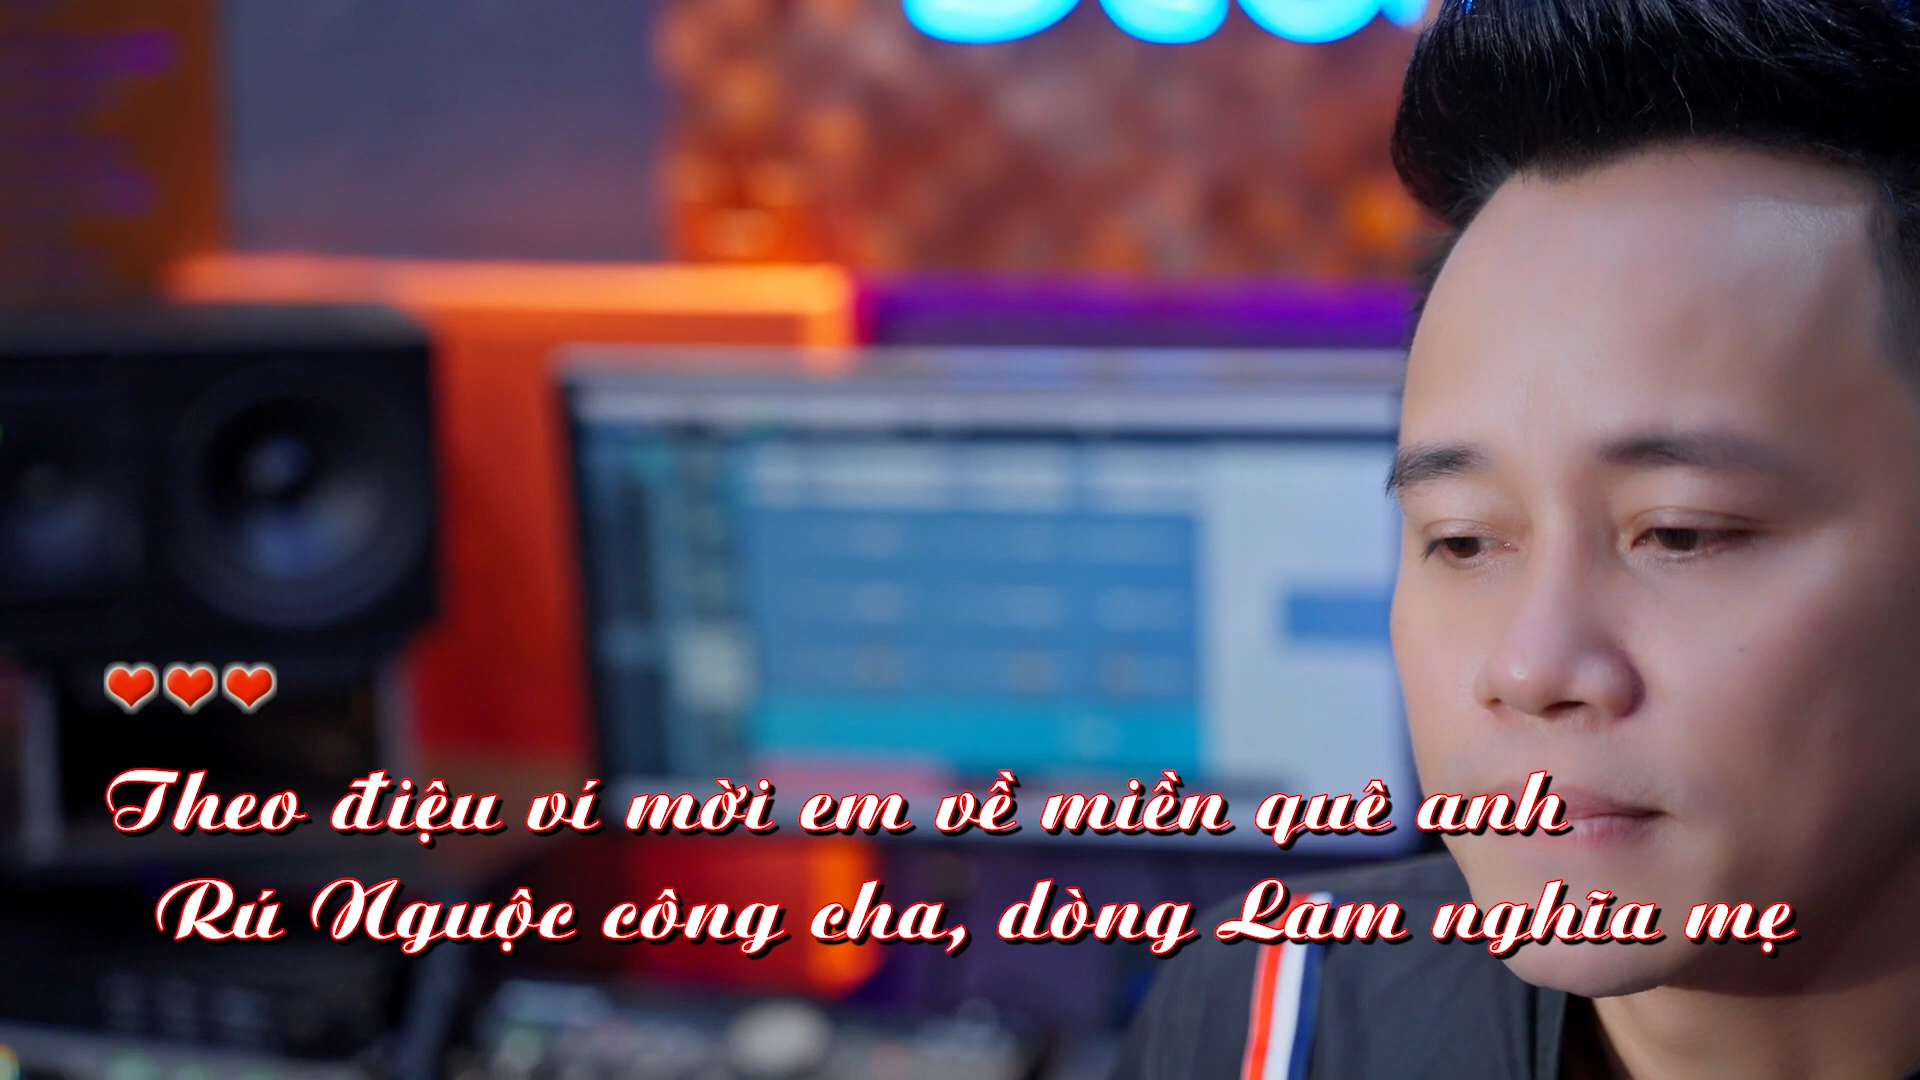 Theo điệu ví mời em về miền quê anh
Rú Nguộc công cha, dòng Lam nghĩa mẹ